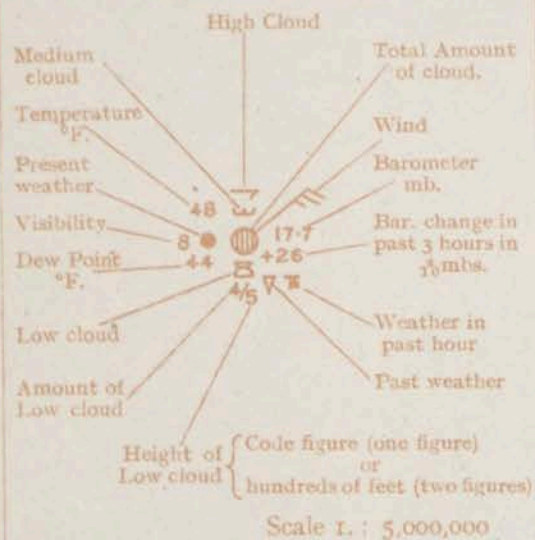 High Cloud
Medium
cloud
Total Amount
of cloud.
Temperature
°F.
Wind
Present
weather
Barometer
mb.
48
Visibility
8
17·7
Bar. change in
past 3 hours in
1/10 mbs.
Dew Point
°F.
44
+26
4/5
Low cloud
Weather in
past hour
Amount of
Low cloud
Past weather
Height of
Low cloud
Code figure (one figure)
or
hundreds of feet (two figures)
Scale 1. : 5,000,000